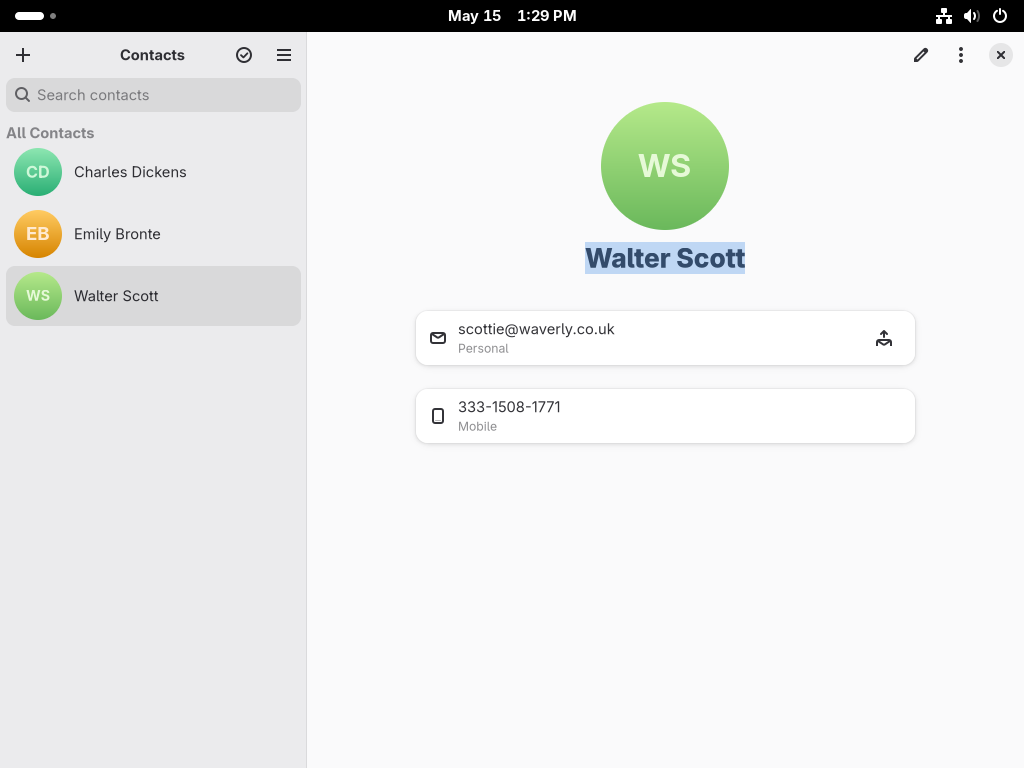 May 15 1:29 PM
Contacts
Search contacts
All Contacts
CD Charles Dickens
EB Emily Bronte
WS Walter Scott
WS
Walter Scott
scottie@waverly.co.uk
Personal
333-1508-1771
Mobile